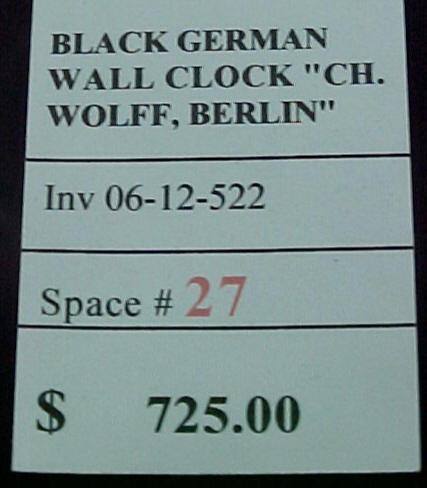 BLACK GERMAN
WALL CLOCK "CH.
WOLFF, BERLIN"
Inv 06-12-522
Space # 27
$ 725.00